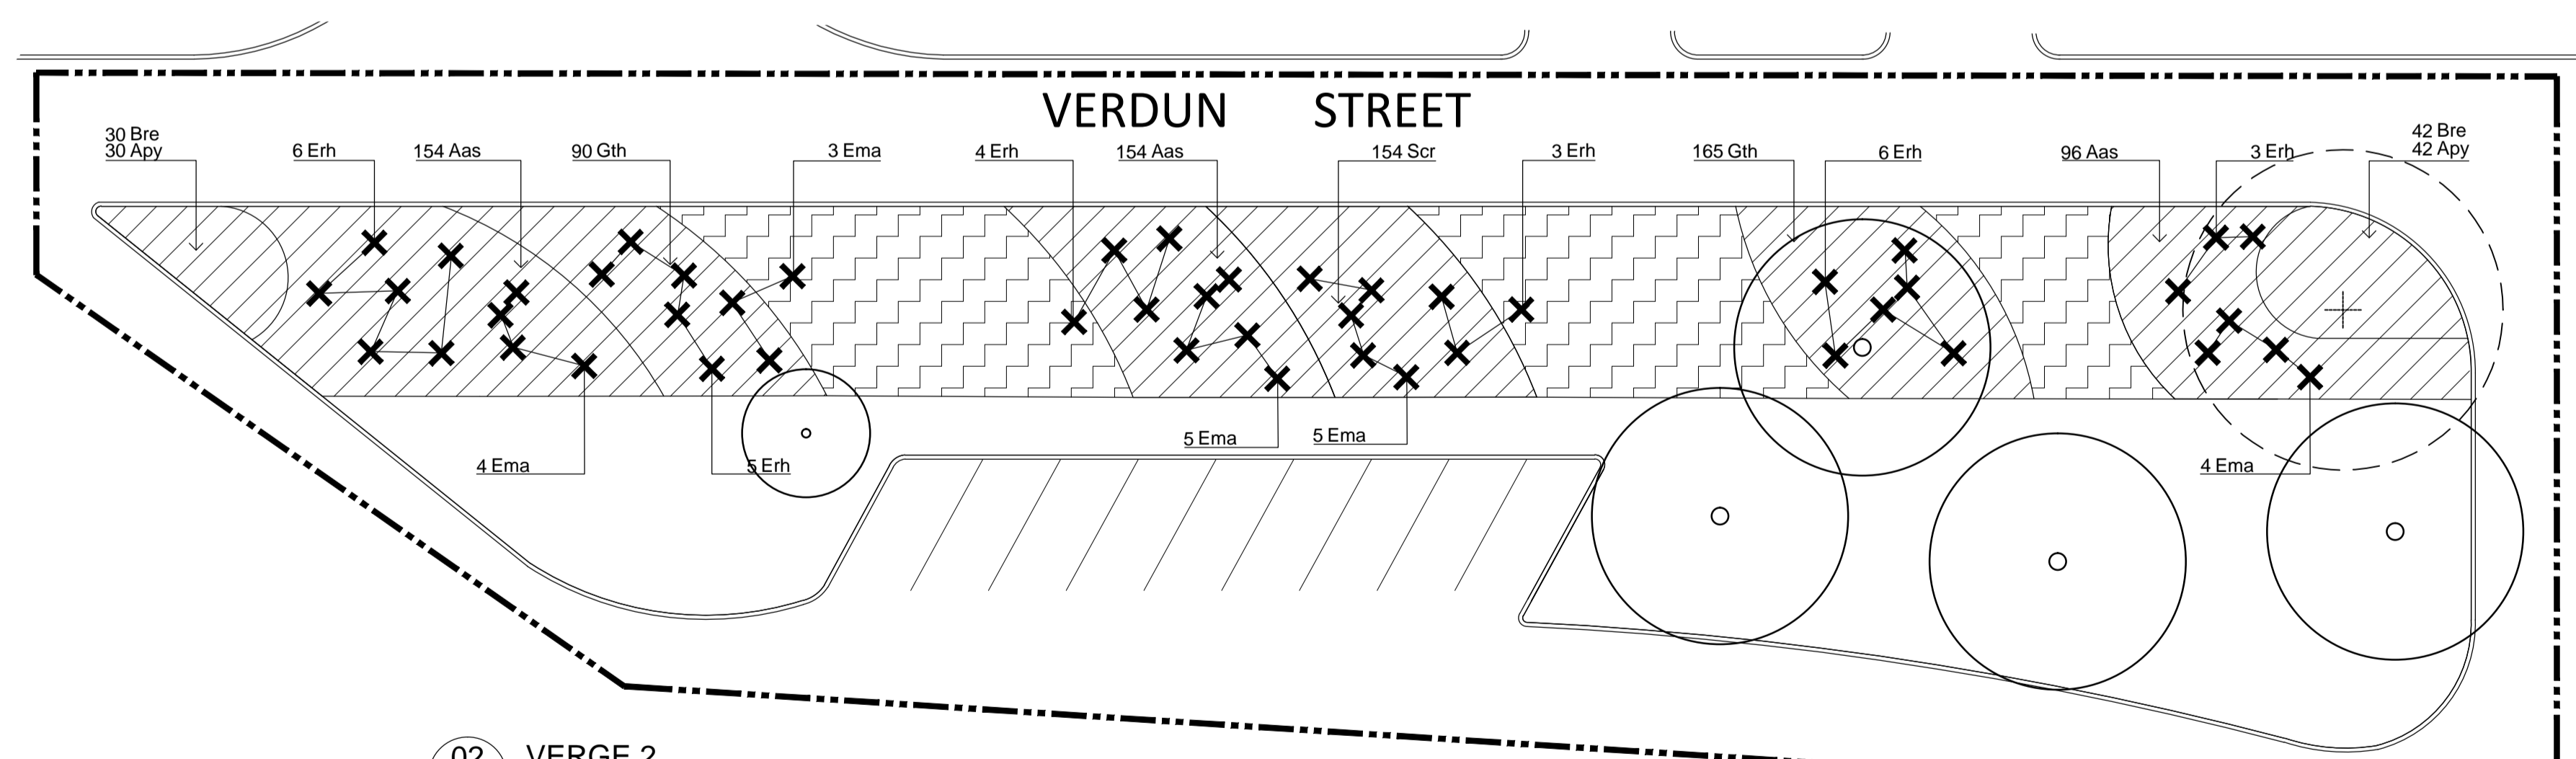 VERDUN STREET
30 Bre
30 Apy
6 Erh
154 Aas
90 Gth
3 Ema
4 Erh
154 Aas
154 Scr
3 Erh
165 Gth
6 Erh
96 Aas
3 Erh
42 Bre
42 Apy
4 Ema
5 Erh
5 Ema
5 Ema
4 Ema
02 VERGE 2